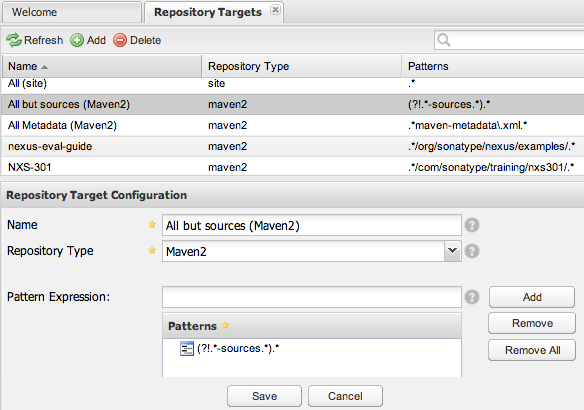 Welcome Repository Targets
Refresh Add Delete
Name Repository Type Patterns
All (site) site .*
All but sources (Maven2) maven2 (?!.*-sources.*).*
All Metadata (Maven2) maven2 .*maven-metadata\.xml.*
nexus-eval-guide maven2 .*/org/sonatype/nexus/examples/.*
NXS-301 maven2 .*/com/sonatype/training/nxs301/.*
Repository Target Configuration
Name All but sources (Maven2)
Repository Type Maven2
Pattern Expression: Add
Patterns Remove
(?!.*-sources.*).* Remove All
Save Cancel